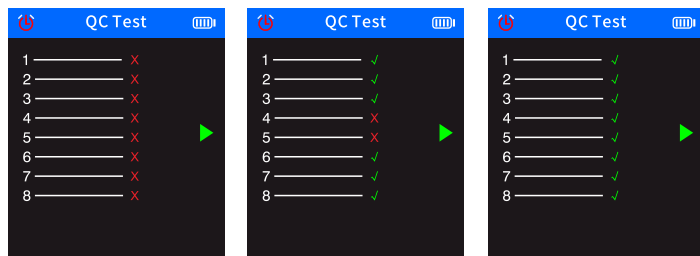 QC Test
1 X
2 X
3 X
4 X
5 X
6 X
7 X
8 X
QC Test
1 √
2 √
3 √
4 X
5 X
6 √
7 √
8 √
QC Test
1 √
2 √
3 √
4 √
5 √
6 √
7 √
8 √